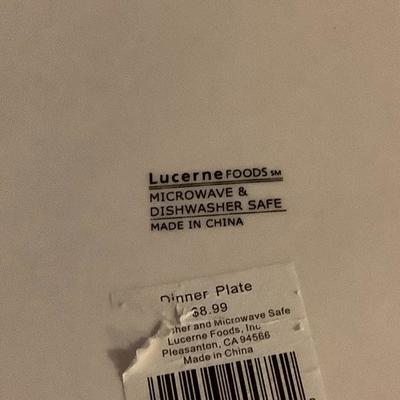 Lucerne FOODS SM
MICROWAVE &
DISHWASHER SAFE
MADE IN CHINA
Dinner Plate
$8.99
and Microwave Safe
Lucerne Foods, Inc
Pleasanton, CA 94566
Made in China